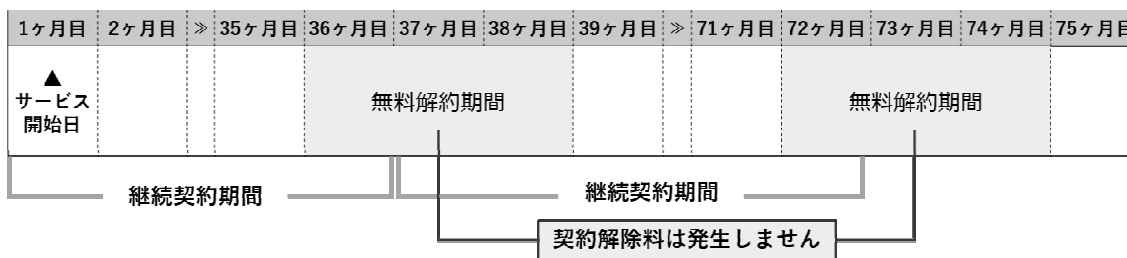 1ヶ月目 2ヶ月目 ≫ 35ヶ月目 36ヶ月目 37ヶ月目 38ヶ月目 39ヶ月目 ≫ 71ヶ月目 72ヶ月目 73ヶ月目 74ヶ月目 75ヶ月目
▲
サービス
開始日
無料解約期間 無料解約期間
継続契約期間 継続契約期間
契約解除料は発生しません